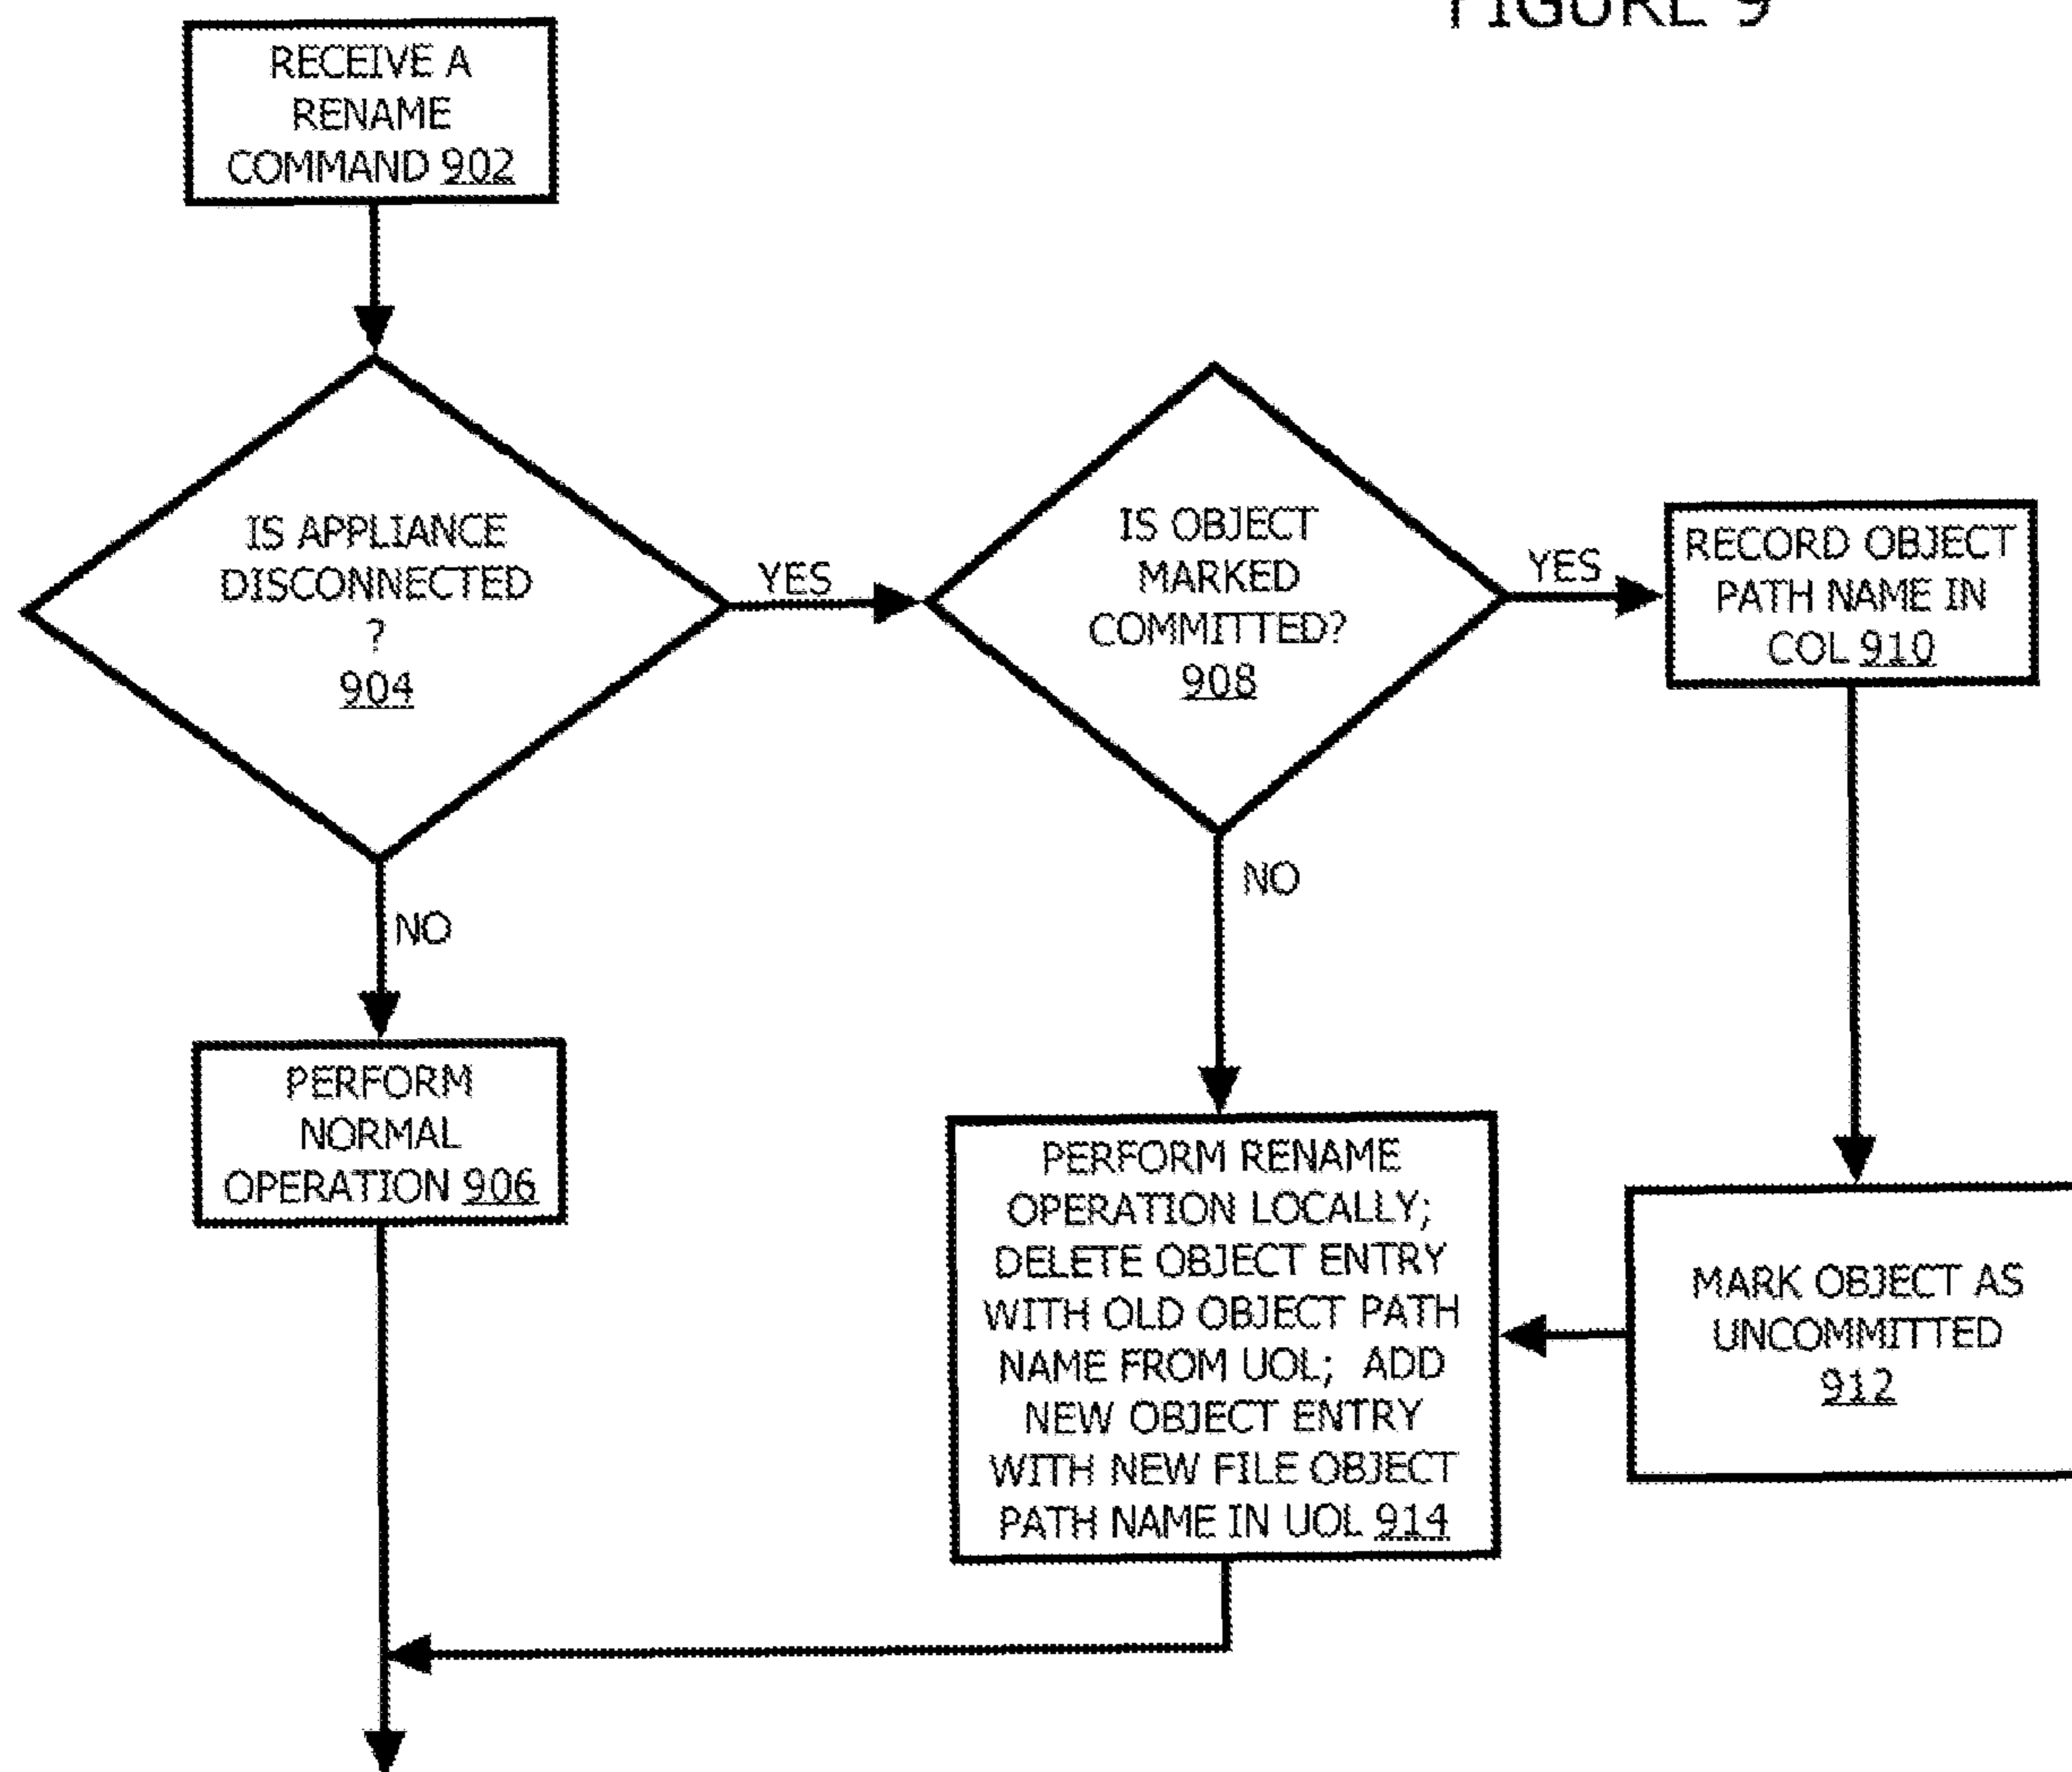 FIGURE 9
RECEIVE A
RENAME
COMMAND 902
IS APPLIANCE
DISCONNECTED
?
904
YES
IS OBJECT
MARKED
COMMITTED?
908
YES
RECORD OBJECT
PATH NAME IN
COL 910
NO
NO
PERFORM
NORMAL
OPERATION 906
PERFORM RENAME
OPERATION LOCALLY;
DELETE OBJECT ENTRY
WITH OLD OBJECT PATH
NAME FROM UOL; ADD
NEW OBJECT ENTRY
WITH NEW FILE OBJECT
PATH NAME IN UOL 914
MARK OBJECT AS
UNCOMMITTED
912